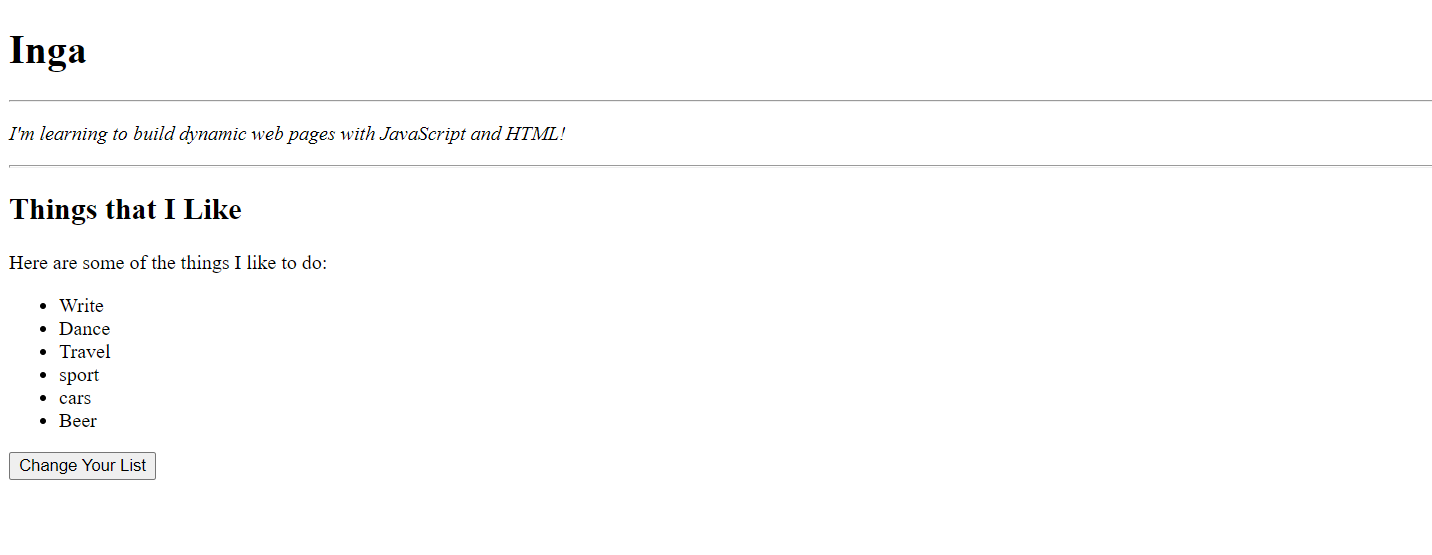 Inga
I'm learning to build dynamic web pages with JavaScript and HTML!
Things that I Like
Here are some of the things I like to do:
Write
Dance
Travel
sport
cars
Beer
Change Your List